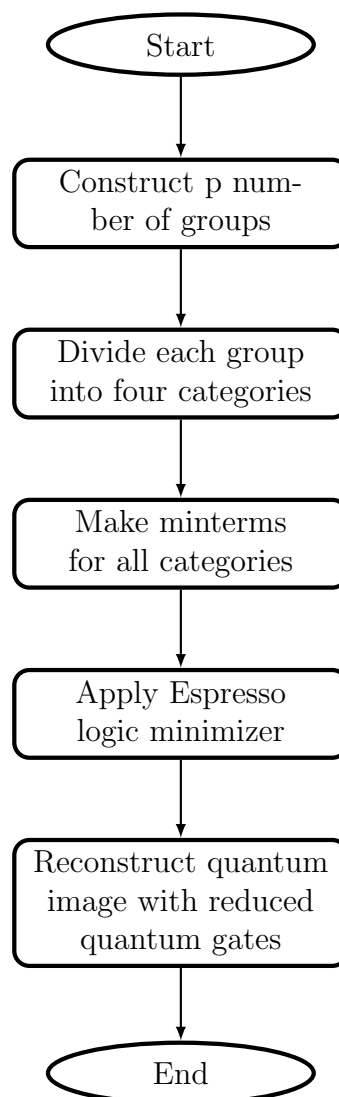 Start
Construct p num-
ber of groups
Divide each group
into four categories
Make minterms
for all categories
Apply Espresso
logic minimizer
Reconstruct quantum
image with reduced
quantum gates
End